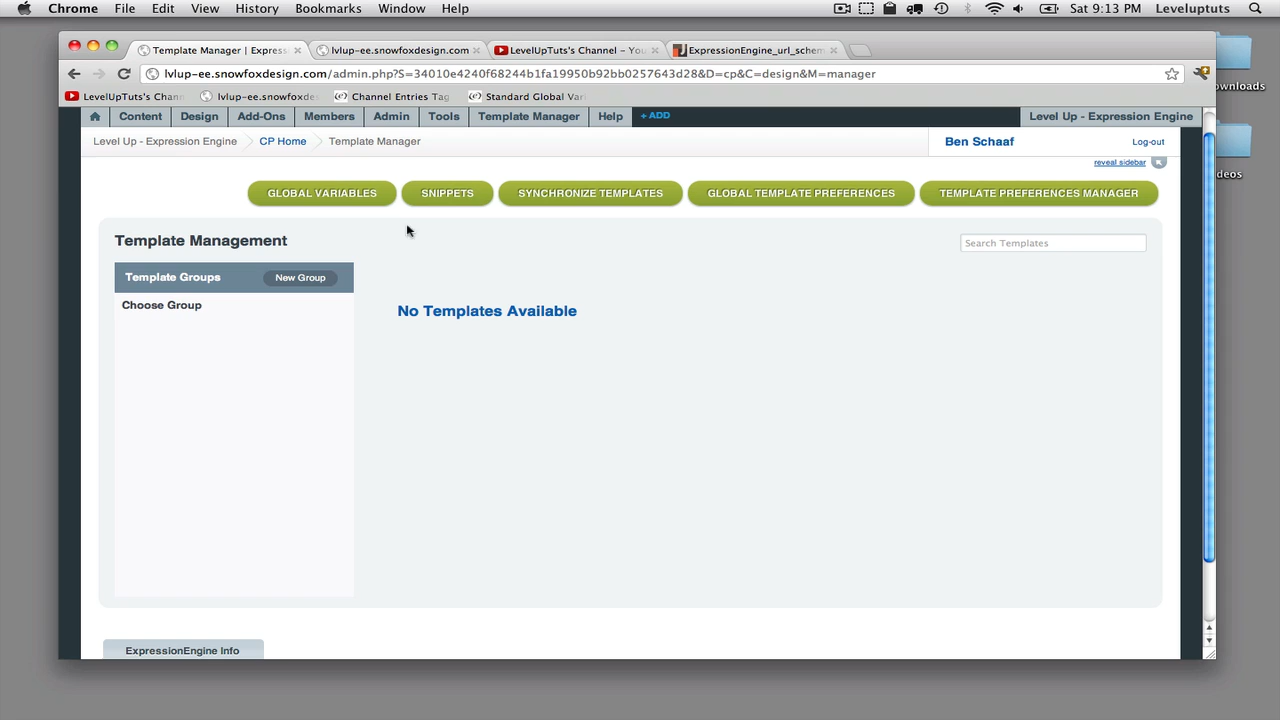 Chrome File Edit View History Bookmarks Window Help Sat 9:13 PM Leveluptuts
Template Manager | Express
lvlup-ee.snowfoxdesign.com/
LevelUpTuts's Channel – You
ExpressionEngine_url_schem
lvlup-ee.snowfoxdesign.com/admin.php?S=34010e4240f68244b1fa19950b92bb0257643d28&D=cp&C=design&M=manager
LevelUpTuts's Chann
lvlup-ee.snowfoxdes
Channel Entries Tag
Standard Global Var
Content Design Add-Ons Members Admin Tools Template Manager Help + ADD Level Up - Expression Engine
Level Up - Expression Engine CP Home Template Manager Ben Schaaf Log-out
reveal sidebar
GLOBAL VARIABLES SNIPPETS SYNCHRONIZE TEMPLATES GLOBAL TEMPLATE PREFERENCES TEMPLATE PREFERENCES MANAGER
Template Management Search Templates
Template Groups New Group
Choose Group
No Templates Available
ExpressionEngine Info
ownloads
deos